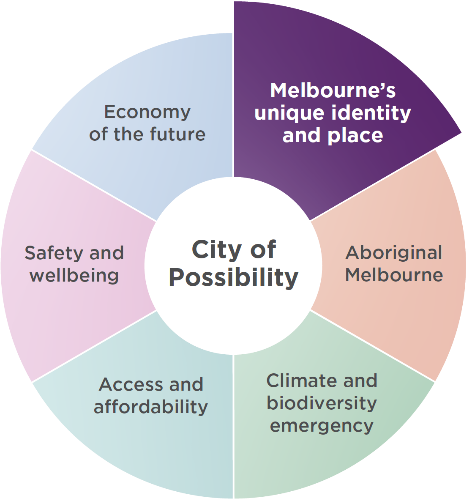 Melbourne's
unique identity
and place
Aboriginal
Melbourne
Climate and
biodiversity
emergency
Access and
affordability
Safety and
wellbeing
Economy
of the future
City of
Possibility